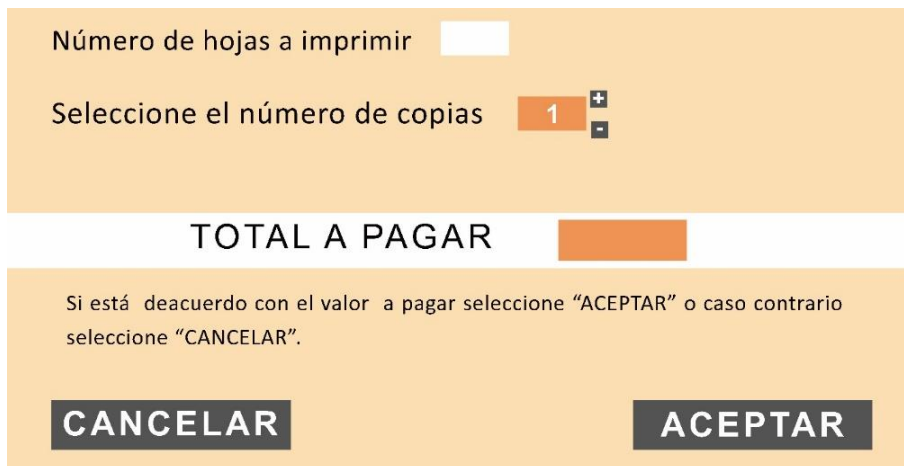 Número de hojas a imprimir
Seleccione el número de copias 1 +
-
TOTAL A PAGAR
Si está deacuerdo con el valor a pagar seleccione “ACEPTAR” o caso contrario
seleccione “CANCELAR”.
CANCELAR ACEPTAR